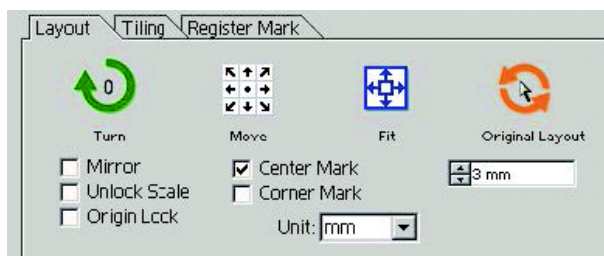 Layout Tiling Register Mark
0
Turn Move Fit Original Layout
Mirror Center Mark 3 mm
Unlock Scale Corner Mark
Origin Lock
Unit: mm